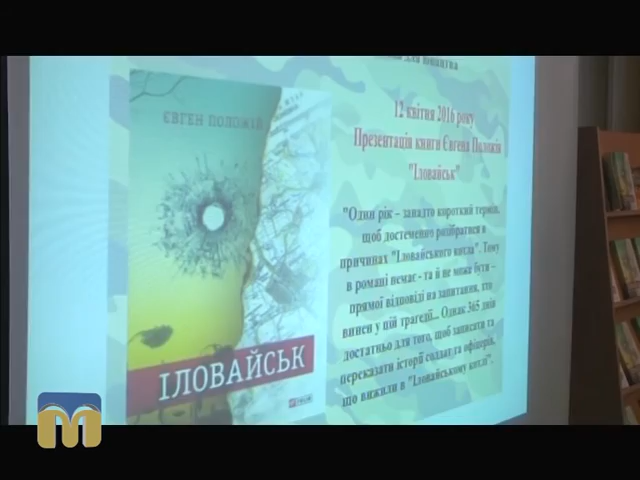 для юнацтва
ЄВГЕН ПОЛОЖІЙ
12 квітня 2016 року
Презентація книги Євгена Положія
"Іловайськ"
"Один рік – занадто короткий термін,
щоб достеменно розібратися в
причинах "Іловайського котла". Тому
в романі немає - та й не може бути –
прямої відповіді на запитання, хто
винен у цій трагедії... Однак 365 днів
достатньо для того, щоб записати та
переказати історії солдат та офіцерів,
що вижили в "Іловайському котлі".
ІЛОВАЙСЬК
М